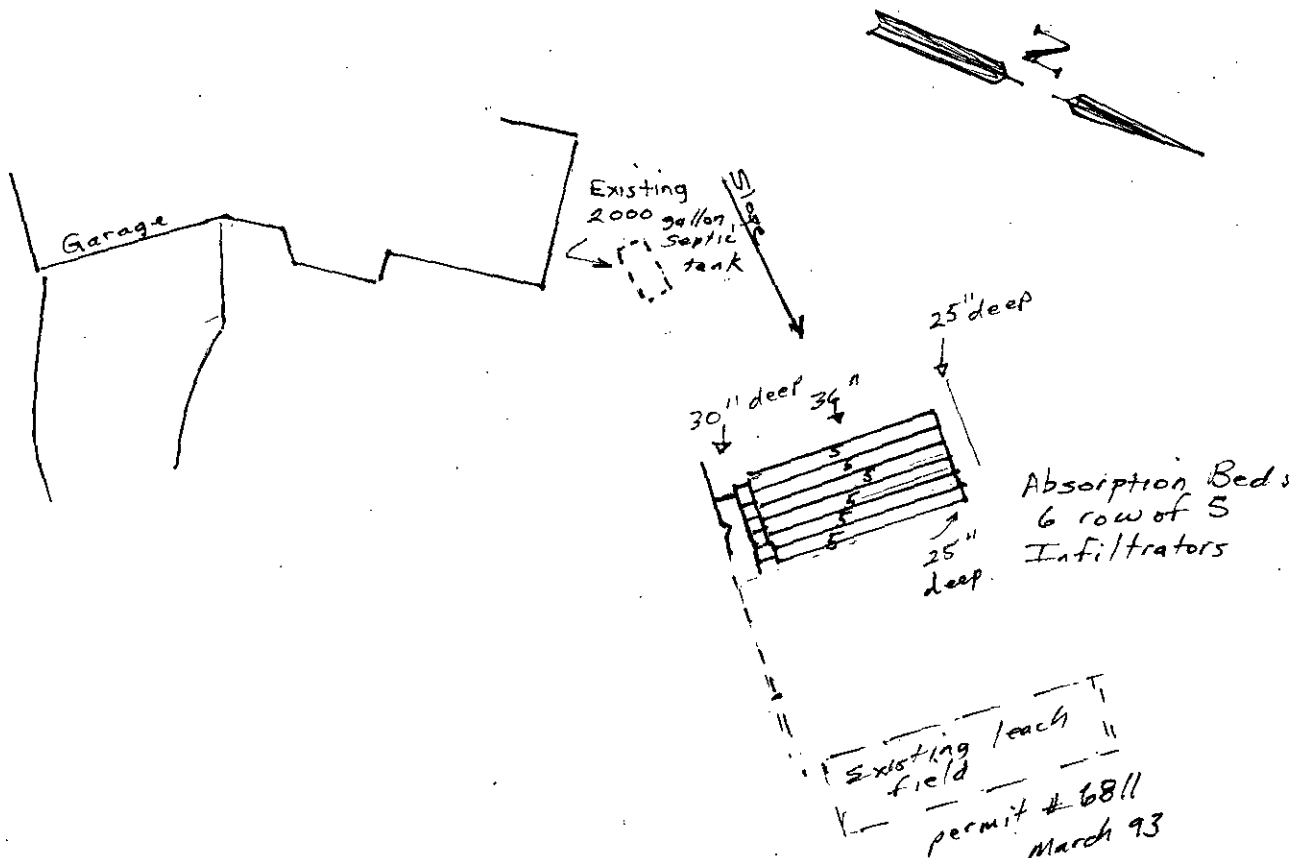 N
Garage
Existing
2000 gallon
septic
tank
Slope
25" deep
30" deep
5
5
5
5
5
5
Absorption Beds
6 row of 5
Infiltrators
25"
deep
Existing leach
field
permit # 6811
March 93